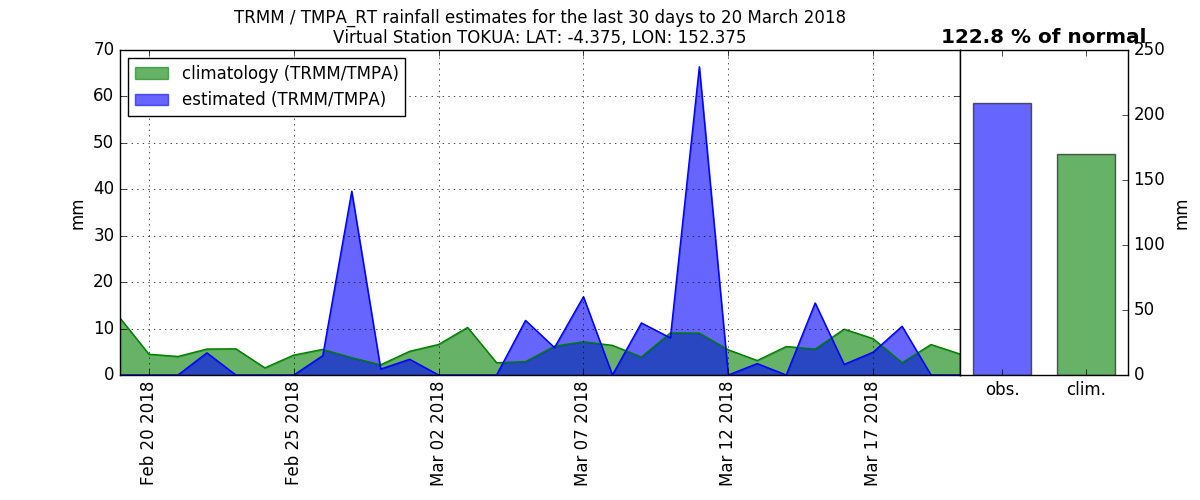 TRMM / TMPA_RT rainfall estimates for the last 30 days to 20 March 2018
Virtual Station TOKUA: LAT: -4.375, LON: 152.375
122.8 % of normal
climatology (TRMM/TMPA)
estimated (TRMM/TMPA)
70
60
50
40
30
20
10
0
mm
Feb 20 2018
Feb 25 2018
Mar 02 2018
Mar 07 2018
Mar 12 2018
Mar 17 2018
250
200
150
100
50
0
mm
obs.
clim.